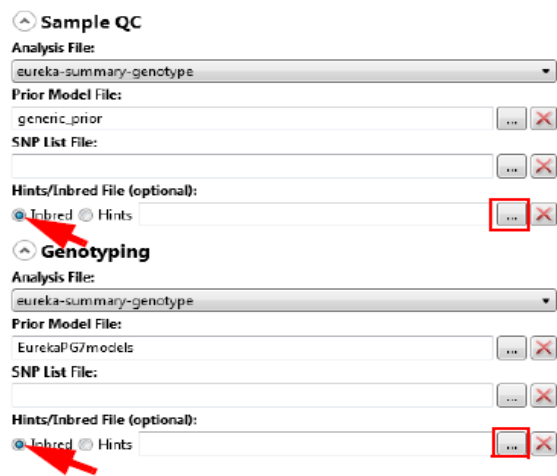 Sample QC
Analysis File:
eureka-summary-genotype
Prior Model File:
generic_prior
...
SNP List File:
...
Hints/Inbred File (optional):
Inbred Hints ...
Genotyping
Analysis File:
eureka-summary-genotype
Prior Model File:
EurekaPG7models ...
SNP List File:
...
Hints/Inbred File (optional):
Inbred Hints ...